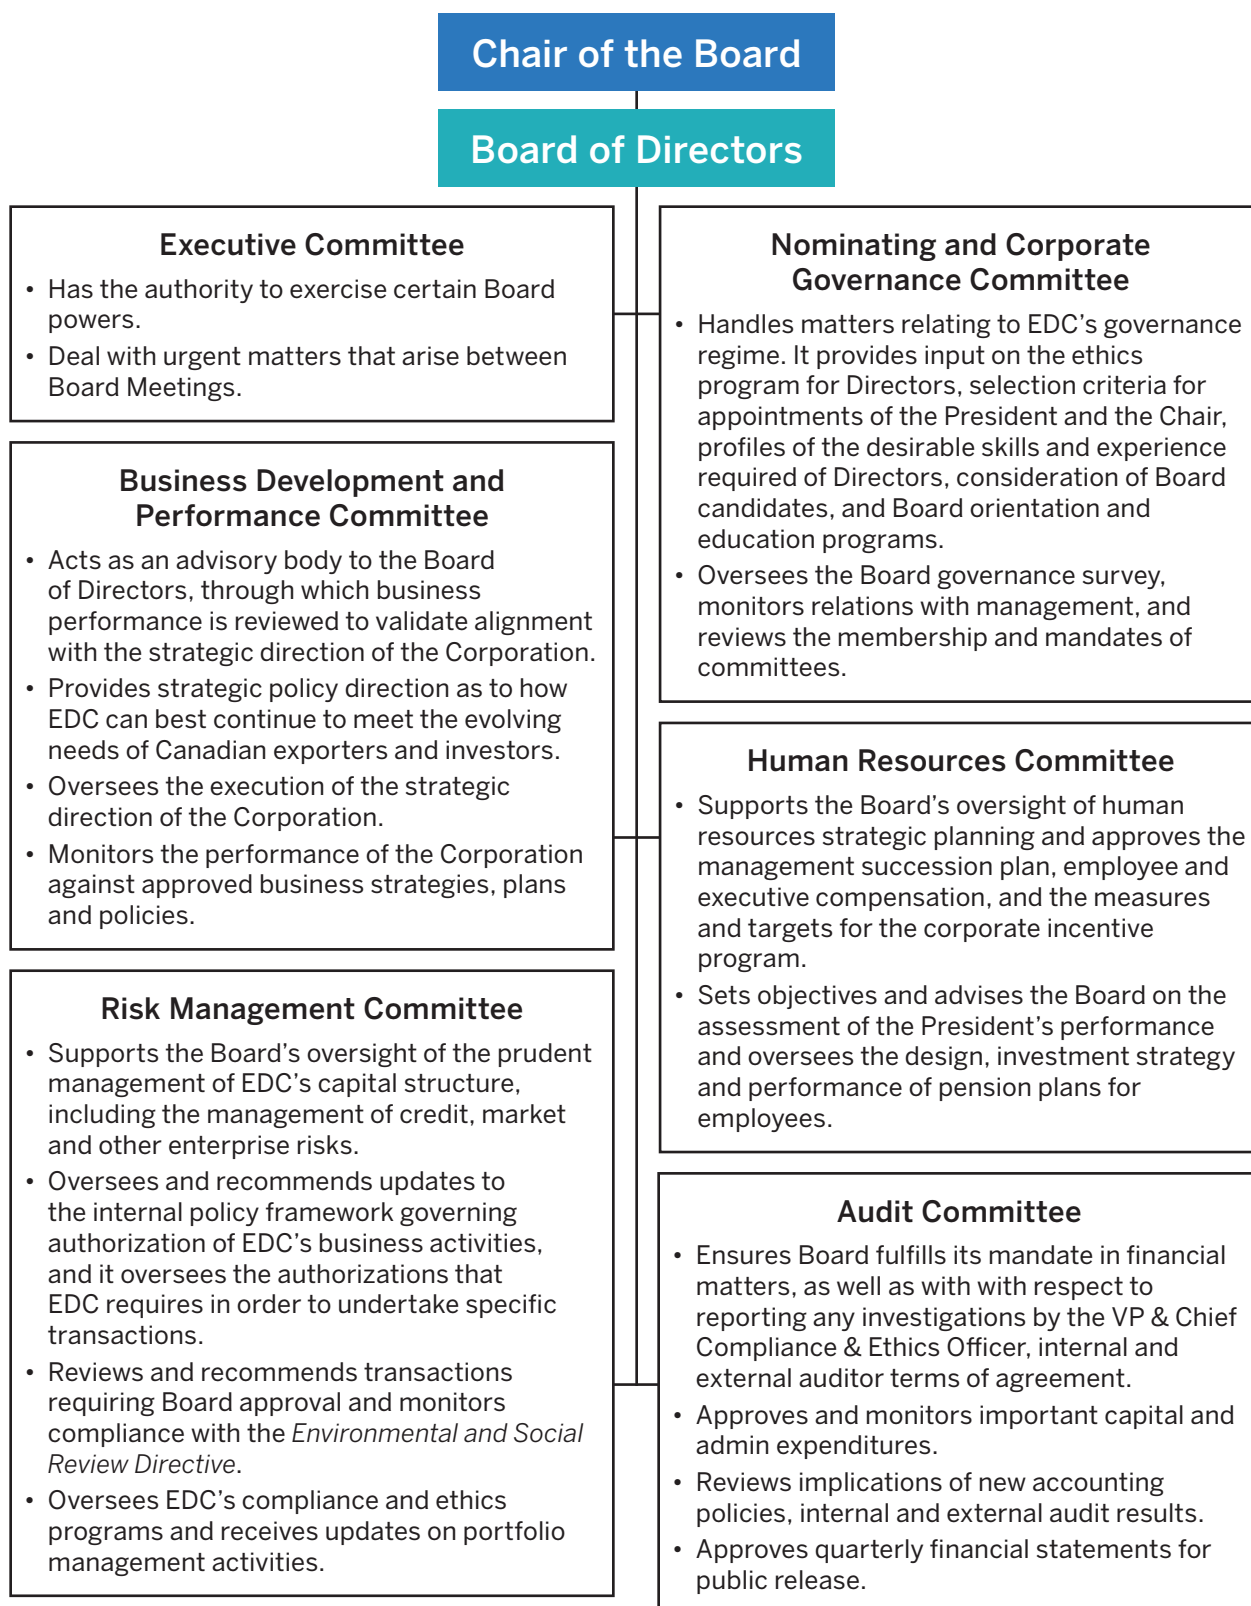 Chair of the Board
Board of Directors
Executive Committee
• Has the authority to exercise certain Board
powers.
• Deal with urgent matters that arise between
Board Meetings.
Business Development and
Performance Committee
• Acts as an advisory body to the Board
of Directors, through which business
performance is reviewed to validate alignment
with the strategic direction of the Corporation.
• Provides strategic policy direction as to how
EDC can best continue to meet the evolving
needs of Canadian exporters and investors.
• Oversees the execution of the strategic
direction of the Corporation.
• Monitors the performance of the Corporation
against approved business strategies, plans
and policies.
Risk Management Committee
• Supports the Board’s oversight of the prudent
management of EDC’s capital structure,
including the management of credit, market
and other enterprise risks.
• Oversees and recommends updates to
the internal policy framework governing
authorization of EDC’s business activities,
and it oversees the authorizations that
EDC requires in order to undertake specific
transactions.
• Reviews and recommends transactions
requiring Board approval and monitors
compliance with the Environmental and Social
Review Directive.
• Oversees EDC’s compliance and ethics
programs and receives updates on portfolio
management activities.
Nominating and Corporate
Governance Committee
• Handles matters relating to EDC’s governance
regime. It provides input on the ethics
program for Directors, selection criteria for
appointments of the President and the Chair,
profiles of the desirable skills and experience
required of Directors, consideration of Board
candidates, and Board orientation and
education programs.
• Oversees the Board governance survey,
monitors relations with management, and
reviews the membership and mandates of
committees.
Human Resources Committee
• Supports the Board’s oversight of human
resources strategic planning and approves the
management succession plan, employee and
executive compensation, and the measures
and targets for the corporate incentive
program.
• Sets objectives and advises the Board on the
assessment of the President’s performance
and oversees the design, investment strategy
and performance of pension plans for
employees.
Audit Committee
• Ensures Board fulfills its mandate in financial
matters, as well as with with respect to
reporting any investigations by the VP & Chief
Compliance & Ethics Officer, internal and
external auditor terms of agreement.
• Approves and monitors important capital and
admin expenditures.
• Reviews implications of new accounting
policies, internal and external audit results.
• Approves quarterly financial statements for
public release.